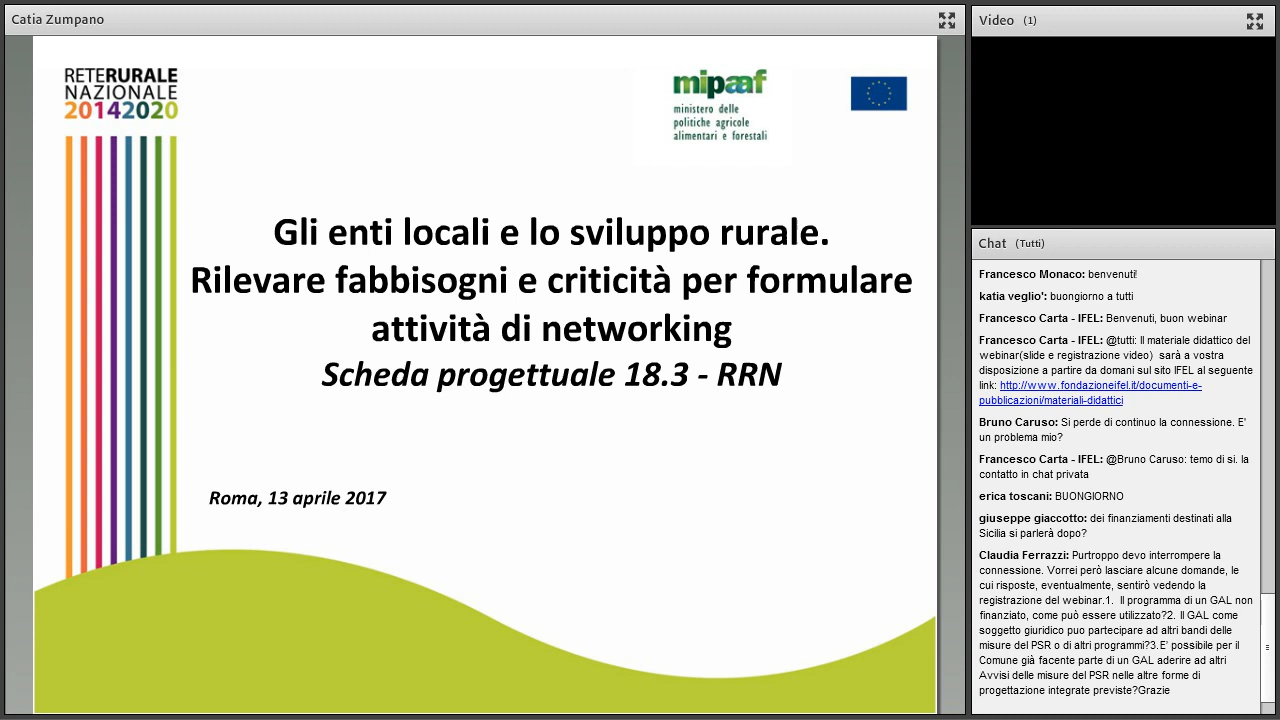 Catia Zumpano
RETERURALE
NAZIONALE
20142020
mipaaf
ministero delle
politiche agricole
alimentari e forestali
Gli enti locali e lo sviluppo rurale.
Rilevare fabbisogni e criticità per formulare
attività di networking
Scheda progettuale 18.3 - RRN
Roma, 13 aprile 2017
Video (1)
Chat (Tutti)
Francesco Monaco: benvenuti!
katia veglio': buongiorno a tutti
Francesco Carta - IFEL: Benvenuti, buon webinar
Francesco Carta - IFEL: @tutti: Il materiale didattico del
webinar(slide e registrazione video) sarà a vostra
disposizione a partire da domani sul sito IFEL al seguente
link: http://www.fondazioneifel.it/documenti-e-
pubblicazioni/materiali-didattici
Bruno Caruso: Si perde di continuo la connessione. E'
un problema mio?
Francesco Carta - IFEL: @Bruno Caruso: temo di si. la
contatto in chat privata
erica toscani: BUONGIORNO
giuseppe giaccotto: dei finanziamenti destinati alla
Sicilia si parlerà dopo?
Claudia Ferrazzi: Purtroppo devo interrompere la
connessione. Vorrei però lasciare alcune domande, le
cui risposte, eventualmente, sentirò vedendo la
registrazione del webinar.1. Il programma di un GAL non
finanziato, come può essere utilizzato?2. Il GAL come
soggetto giuridico puo partecipare ad altri bandi delle
misure del PSR o di altri programmi?3.E' possibile per il
Comune già facente parte di un GAL aderire ad altri
Avvisi delle misure del PSR nelle altre forme di
progettazione integrate previste?Grazie